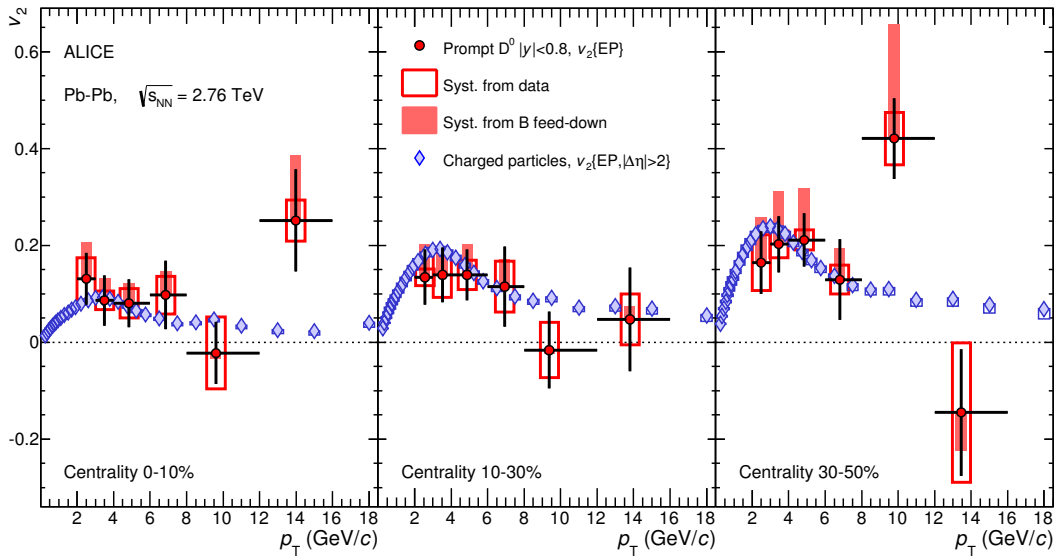 v₂
0.6
0.4
0.2
0
-0.2
ALICE
Pb-Pb, √sNN = 2.76 TeV
Centrality 0-10%
0 2 4 6 8 10 12 14 16 18
pT (GeV/c)
Prompt D⁰ |y|<0.8, v₂{EP}
Syst. from data
Syst. from B feed-down
Charged particles, v₂{EP,|Δη|>2}
Centrality 10-30%
0 2 4 6 8 10 12 14 16 18
pT (GeV/c)
Centrality 30-50%
0 2 4 6 8 10 12 14 16 18
pT (GeV/c)